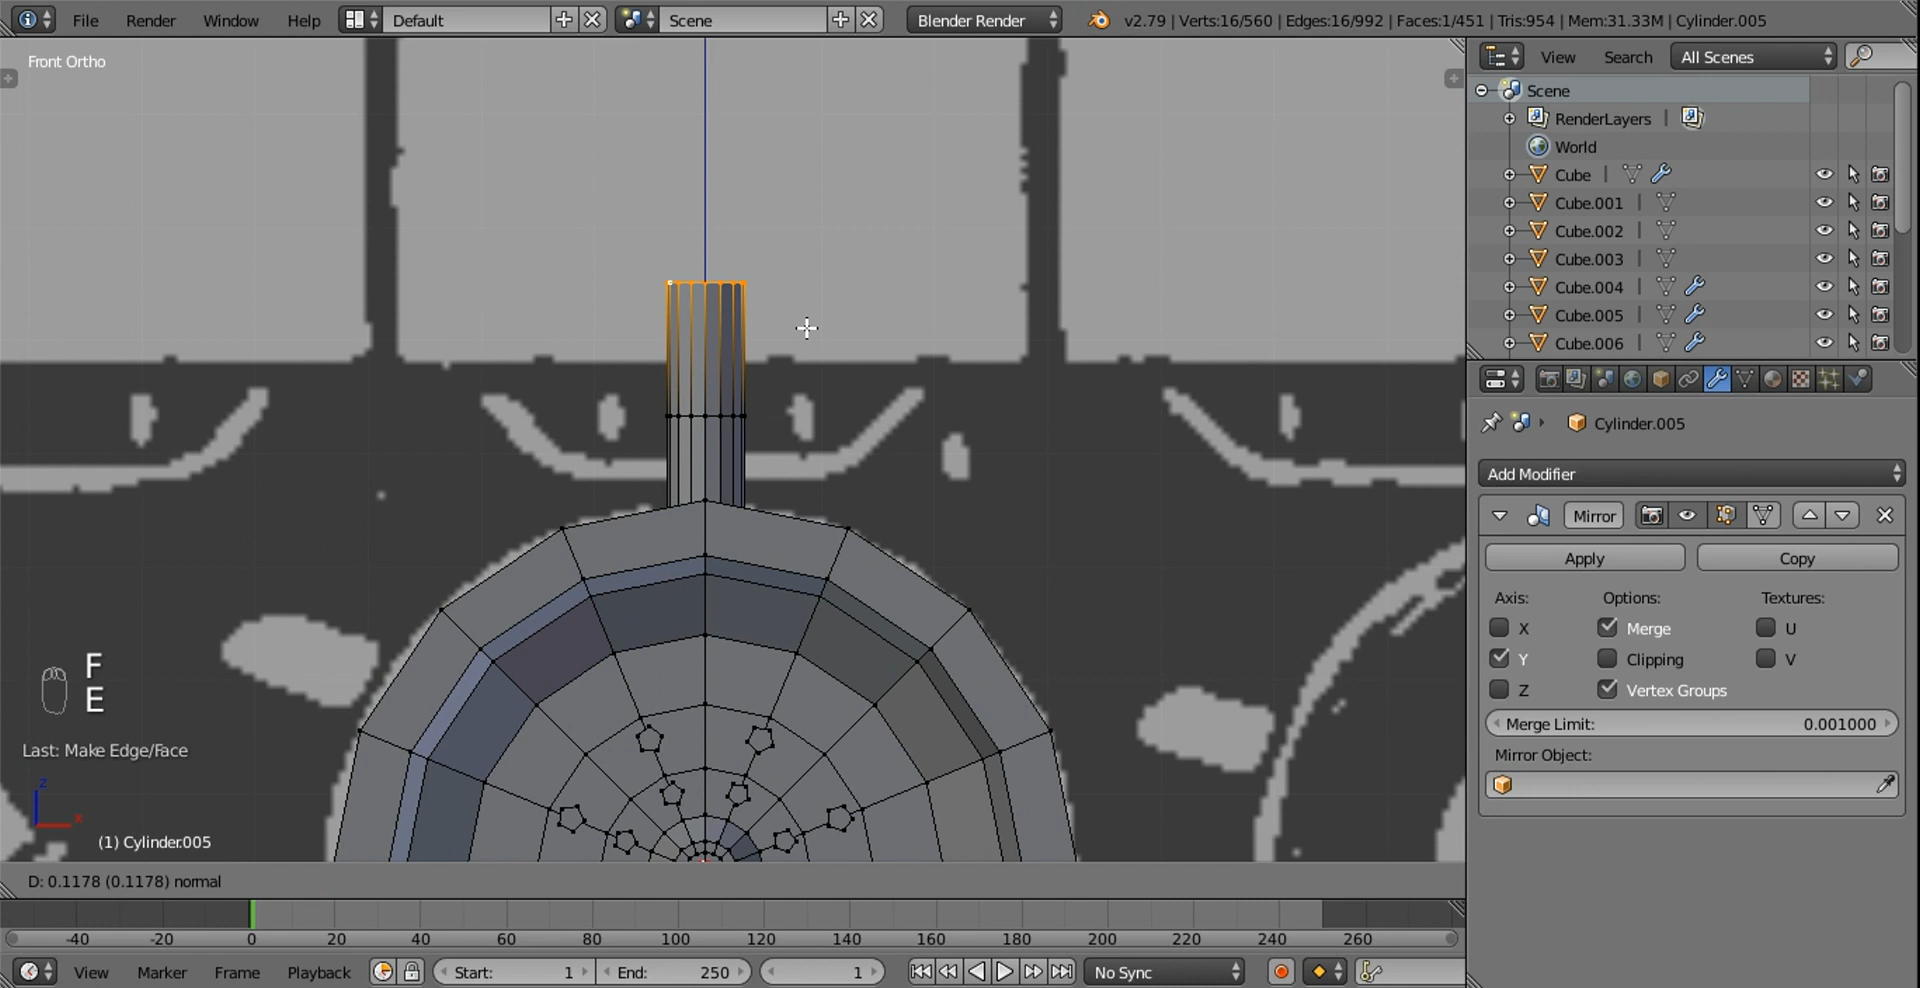 File Render Window Help Default Scene Blender Render v2.79 | Verts:16/560 | Edges:16/992 | Faces:1/451 | Tris:954 | Mem:31.33M | Cylinder.005
Front Ortho
View Search All Scenes
Scene
RenderLayers |
World
Cube |
Cube.001 |
Cube.002 |
Cube.003 |
Cube.004 |
Cube.005 |
Cube.006 |
Cylinder.005
Add Modifier
Mirror
Apply Copy
Axis: Options: Textures:
X Merge U
Y Clipping V
Z Vertex Groups
Merge Limit: 0.001000
Mirror Object:
F
E
Last: Make Edge/Face
z
x
(1) Cylinder.005
D: 0.1178 (0.1178) normal
-40 -20 0 20 40 60 80 100 120 140 160 180 200 220 240 260
View Marker Frame Playback Start: 1 End: 250 1 No Sync